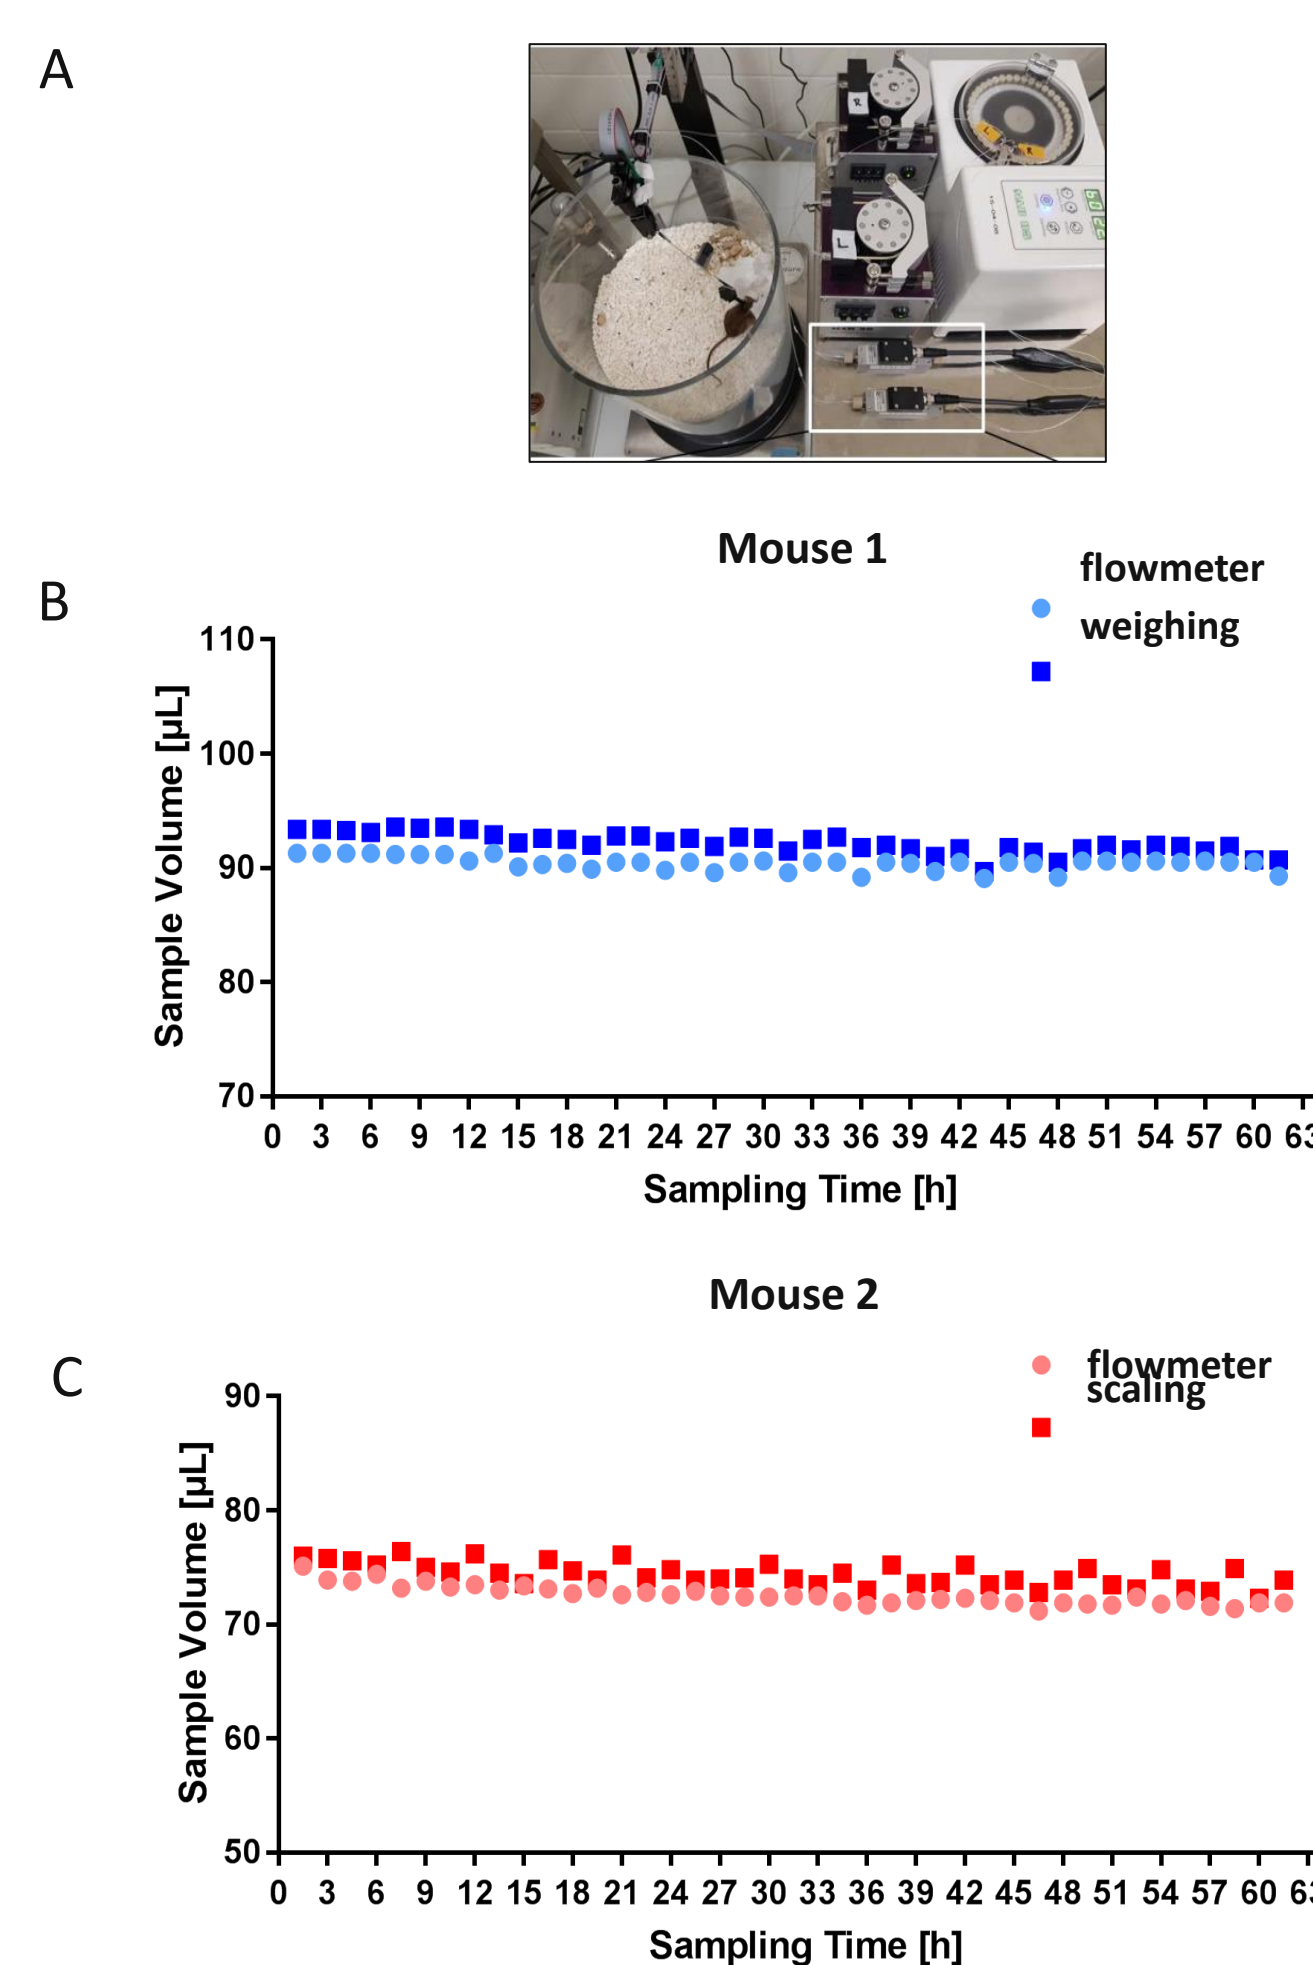 A
R
L
L
R
Mouse 1
B
flowmeter
weighing
110
100
90
80
70
Sample Volume [µL]
0 3 6 9 12 15 18 21 24 27 30 33 36 39 42 45 48 51 54 57 60 63
Sampling Time [h]
Mouse 2
C
flowmeter
scaling
90
80
70
60
50
Sample Volume [µL]
0 3 6 9 12 15 18 21 24 27 30 33 36 39 42 45 48 51 54 57 60 63
Sampling Time [h]